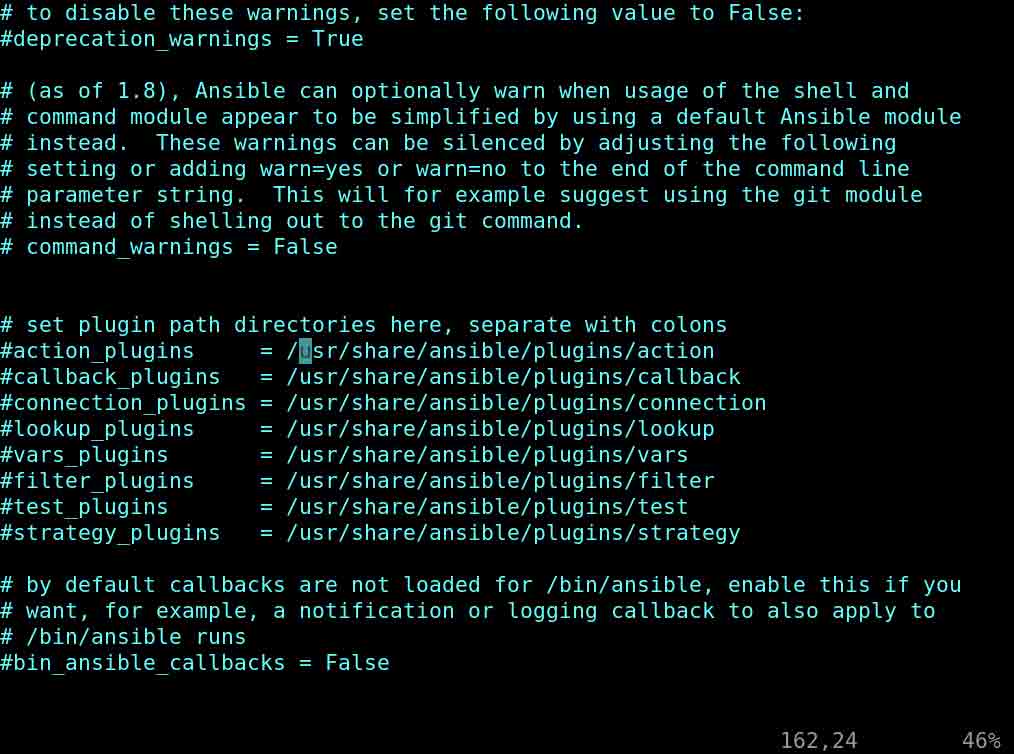 # to disable these warnings, set the following value to False:
#deprecation_warnings = True
# (as of 1.8), Ansible can optionally warn when usage of the shell and
# command module appear to be simplified by using a default Ansible module
# instead.  These warnings can be silenced by adjusting the following
# setting or adding warn=yes or warn=no to the end of the command line
# parameter string.  This will for example suggest using the git module
# instead of shelling out to the git command.
# command_warnings = False
# set plugin path directories here, separate with colons
#action_plugins     = /usr/share/ansible/plugins/action
#callback_plugins   = /usr/share/ansible/plugins/callback
#connection_plugins = /usr/share/ansible/plugins/connection
#lookup_plugins     = /usr/share/ansible/plugins/lookup
#vars_plugins       = /usr/share/ansible/plugins/vars
#filter_plugins     = /usr/share/ansible/plugins/filter
#test_plugins       = /usr/share/ansible/plugins/test
#strategy_plugins   = /usr/share/ansible/plugins/strategy
# by default callbacks are not loaded for /bin/ansible, enable this if you
# want, for example, a notification or logging callback to also apply to
# /bin/ansible runs
#bin_ansible_callbacks = False
162,24        46%